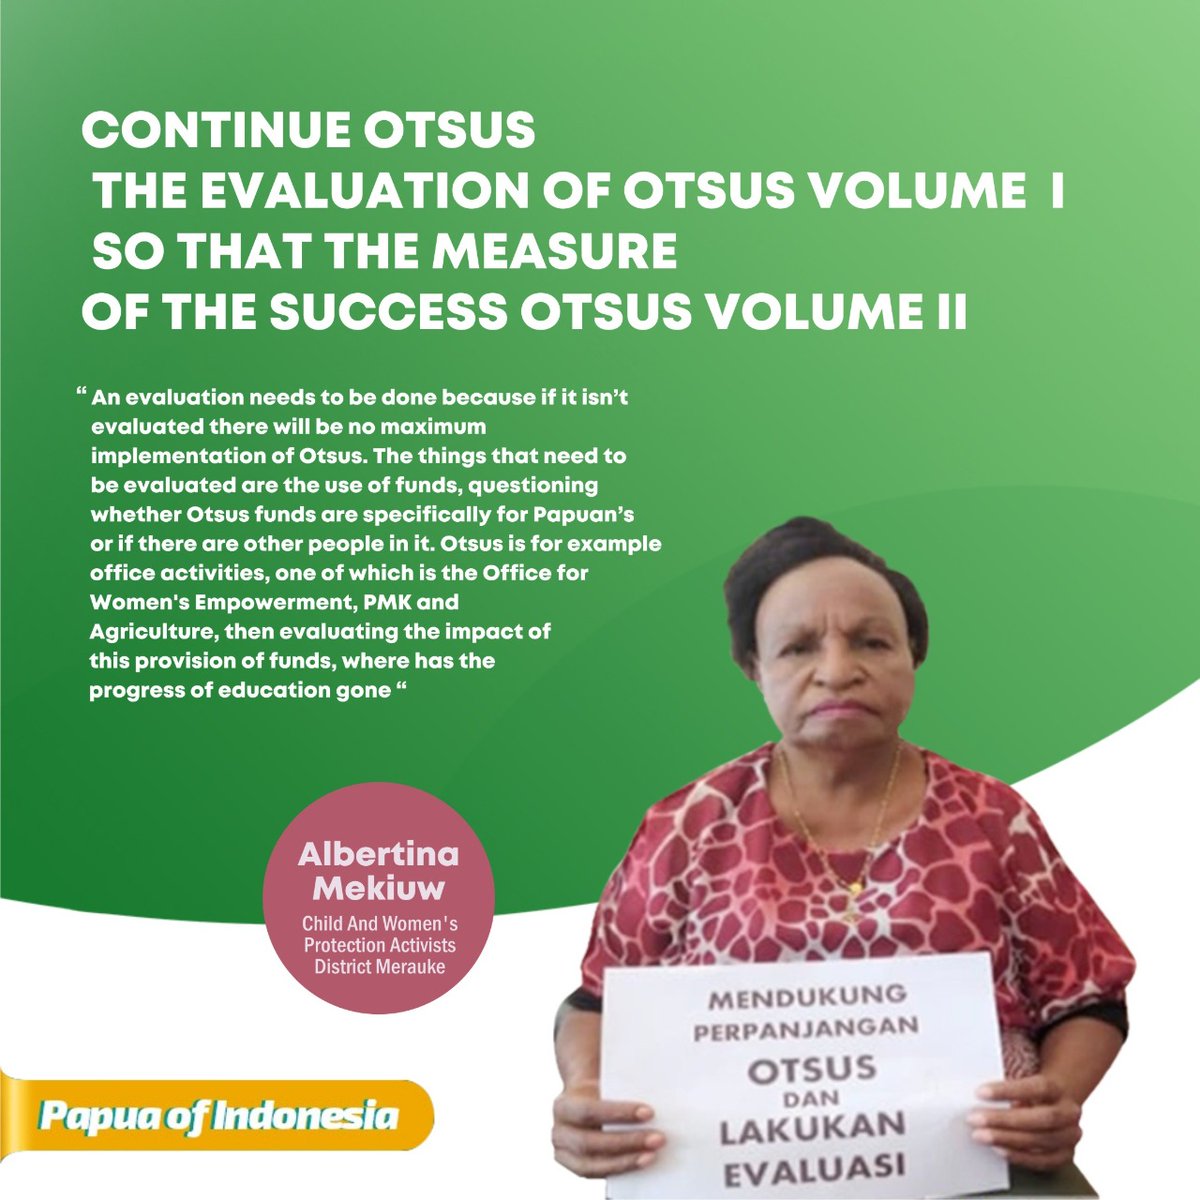 CONTINUE OTSUS
THE EVALUATION OF OTSUS VOLUME I
SO THAT THE MEASURE
OF THE SUCCESS OTSUS VOLUME II
“ An evaluation needs to be done because if it isn’t
evaluated there will be no maximum
implementation of Otsus. The things that need to
be evaluated are the use of funds, questioning
whether Otsus funds are specifically for Papuan’s
or if there are other people in it. Otsus is for example
office activities, one of which is the Office for
Women's Empowerment, PMK and
Agriculture, then evaluating the impact of
this provision of funds, where has the
progress of education gone “
Albertina
Mekiuw
Child And Women's
Protection Activists
District Merauke
MENDUKUNG
PERPANJANGAN
OTSUS
DAN
LAKUKAN
EVALUASI
Papua of Indonesia